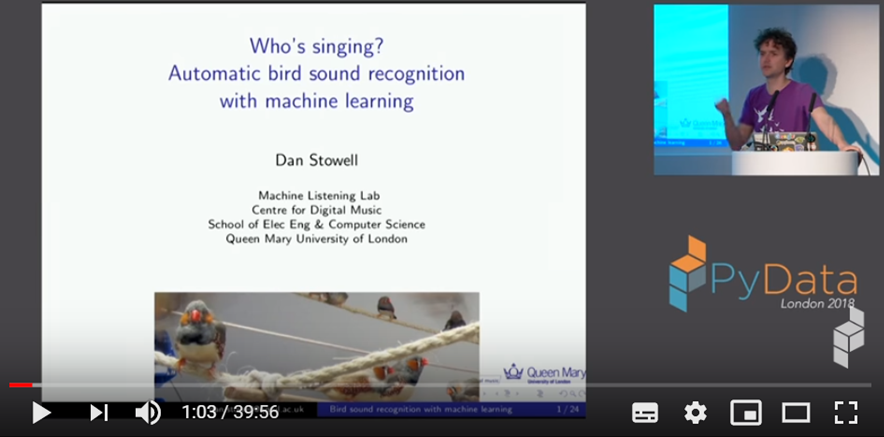 Who's singing?
Automatic bird sound recognition
with machine learning
Dan Stowell
Machine Listening Lab
Centre for Digital Music
School of Elec Eng & Computer Science
Queen Mary University of London
Queen Mary
University of London
ac.uk Bird sound recognition with machine learning 1 / 24
Queen Mary
PyData
London 2018
1:03 / 39:56